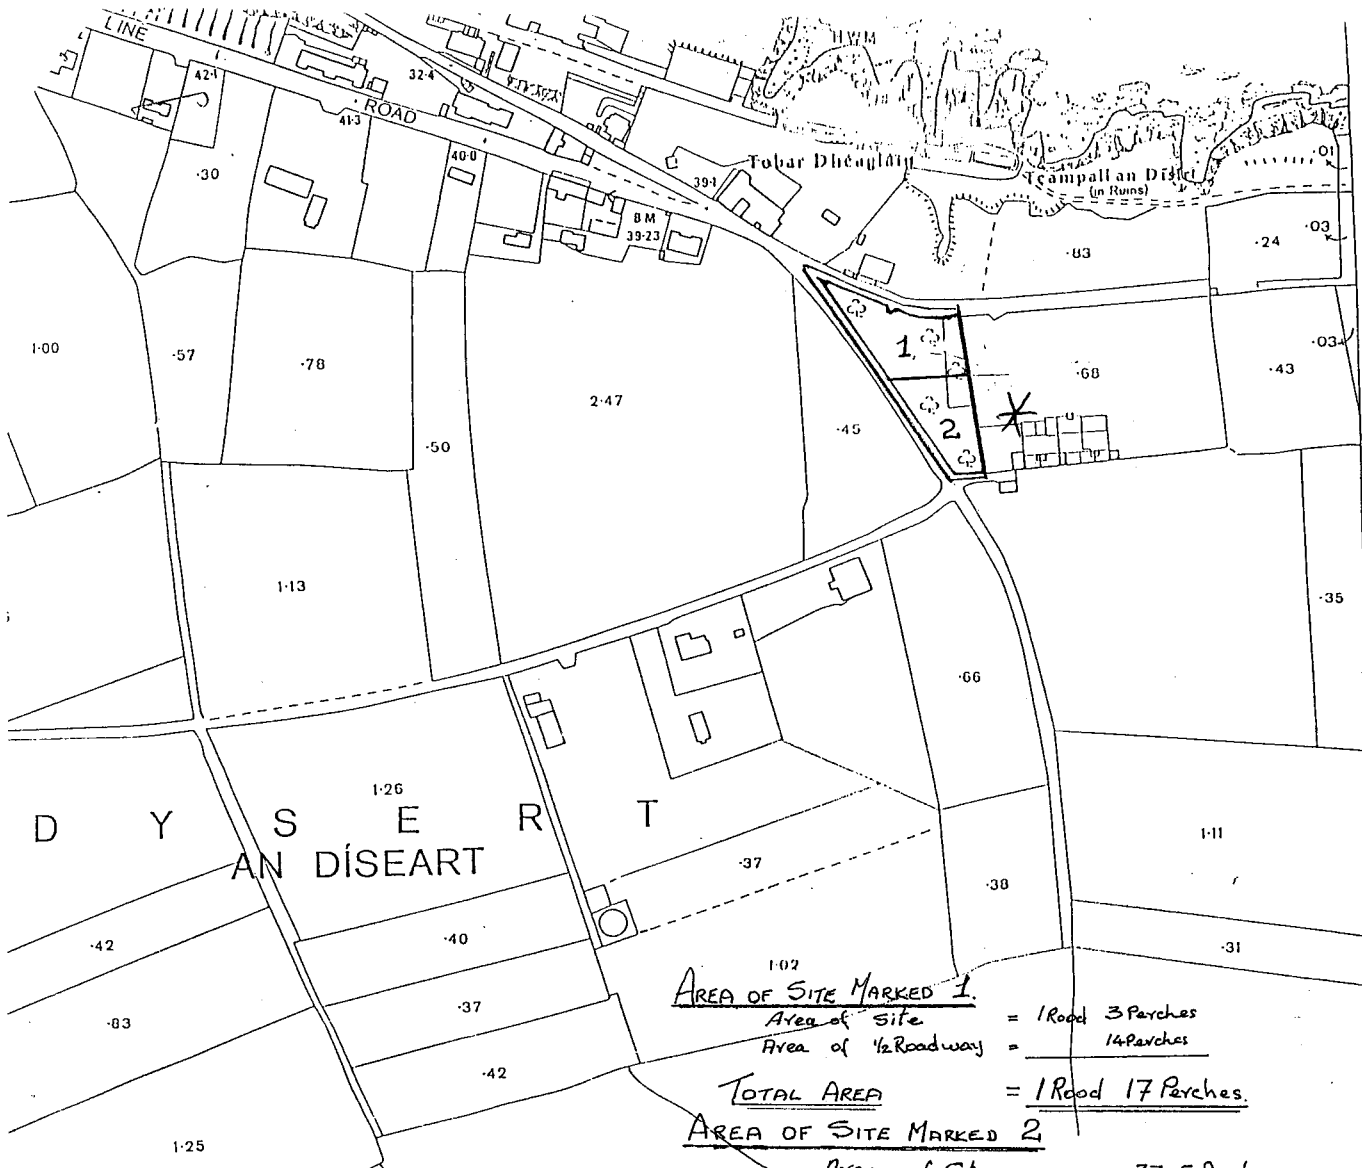 LINE
ROAD
42·1
32·4
41·3
40·0
39·1
B M
39·23
H.W.M
Tobar Dheagláin
Teampall an Dísirt
(in Ruins)
·01
·03
·24
·83
·30
1·00
·57
·78
·50
2·47
·45
1
2
·68
·43
·03
1·13
·35
·66
1·26
D Y S E R T
AN DÍSEART
·37
1·11
·38
·42
·40
·31
·83
·37
1·02
·42
1·25
AREA OF SITE MARKED 1.
Area of Site = 1 Rood 3 Perches
Area of ½ Roadway = 14 Perches
TOTAL AREA = 1 Rood 17 Perches.
AREA OF SITE MARKED 2